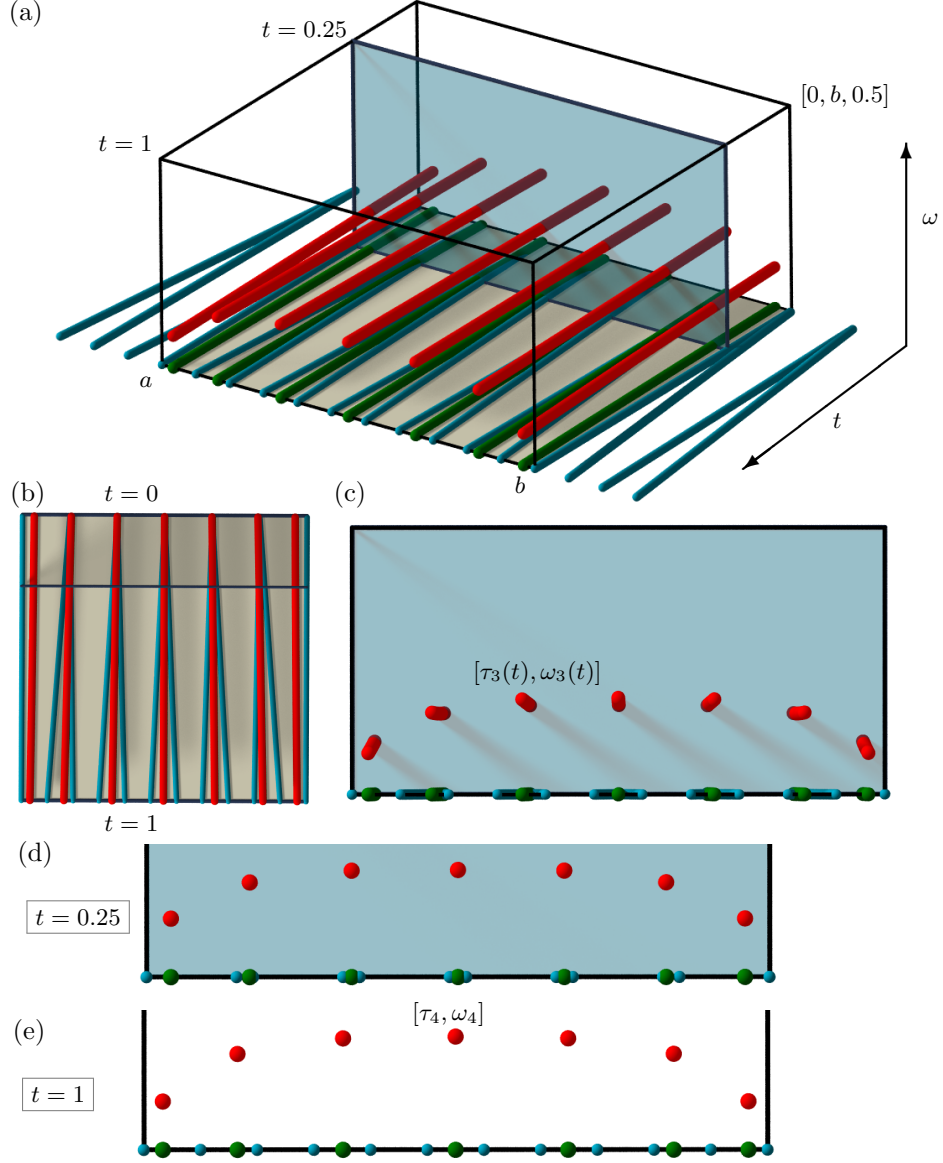 (a)
t = 0.25
t = 1
[0, b, 0.5]
ω
a
t
b
(b)
t = 0
(c)
[τ₃(t), ω₃(t)]
t = 1
(d)
t = 0.25
[τ₄, ω₄]
(e)
t = 1